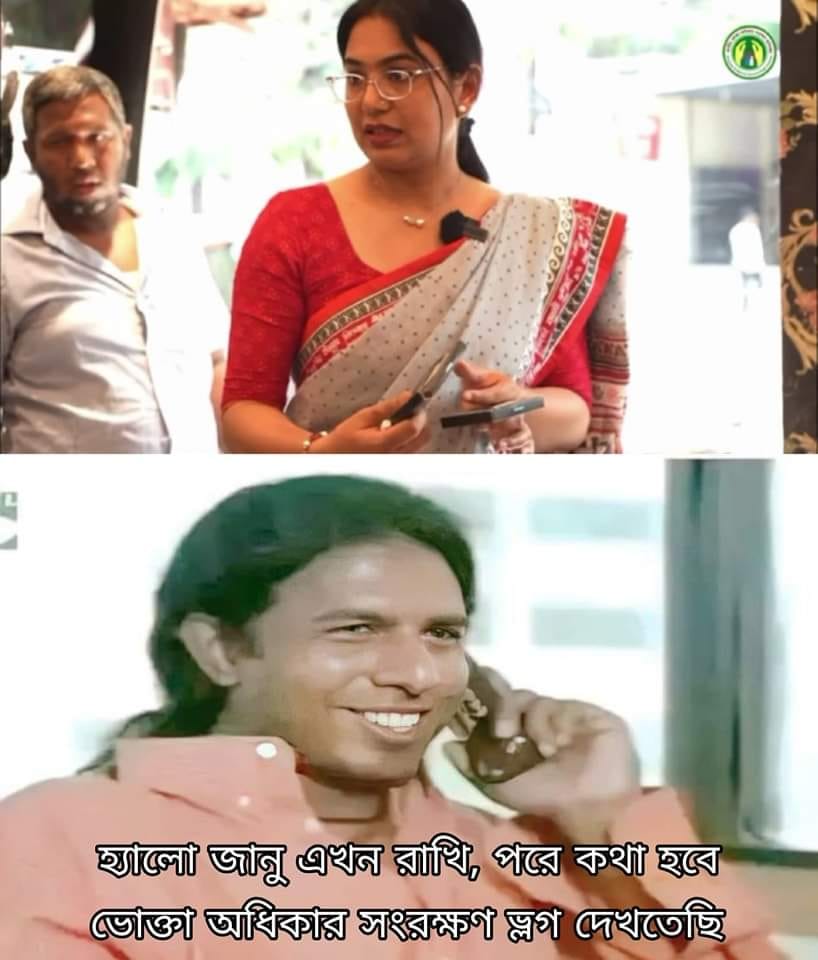 হ্যালো জানু এখন রাখি, পরে কথা হবে
ভোক্তা অধিকার সংরক্ষণ ভ্লগ দেখতেছি